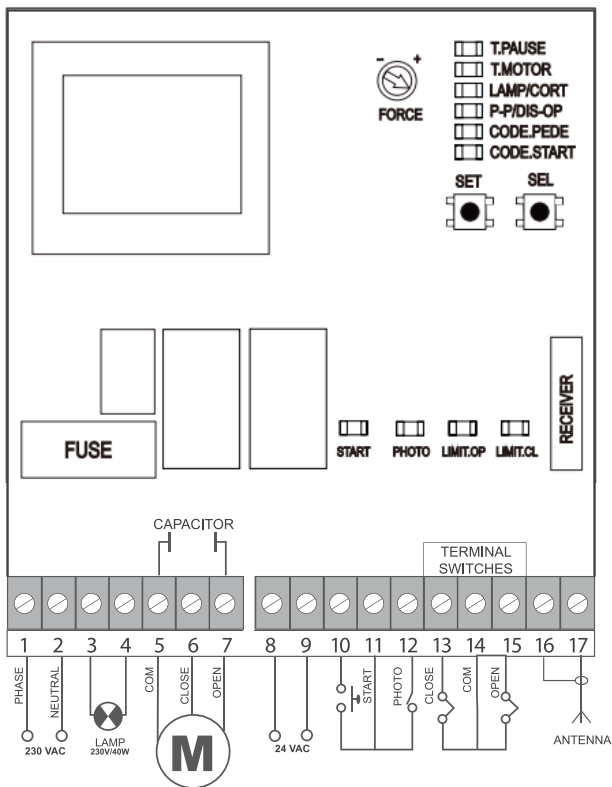 T.PAUSE
T.MOTOR
LAMP/CORT
P-P/DIS-OP
CODE.PEDE
CODE.START
- +
FORCE
SET SEL
RECEIVER
FUSE
START PHOTO LIMIT.OP LIMIT.CL
CAPACITOR
TERMINAL
SWITCHES
1 2 3 4 5 6 7 8 9 10 11 12 13 14 15 16 17
PHASE NEUTRAL COM CLOSE OPEN START PHOTO CLOSE COM OPEN
230 VAC
LAMP
230V/40W
M
24 VAC
ANTENNA